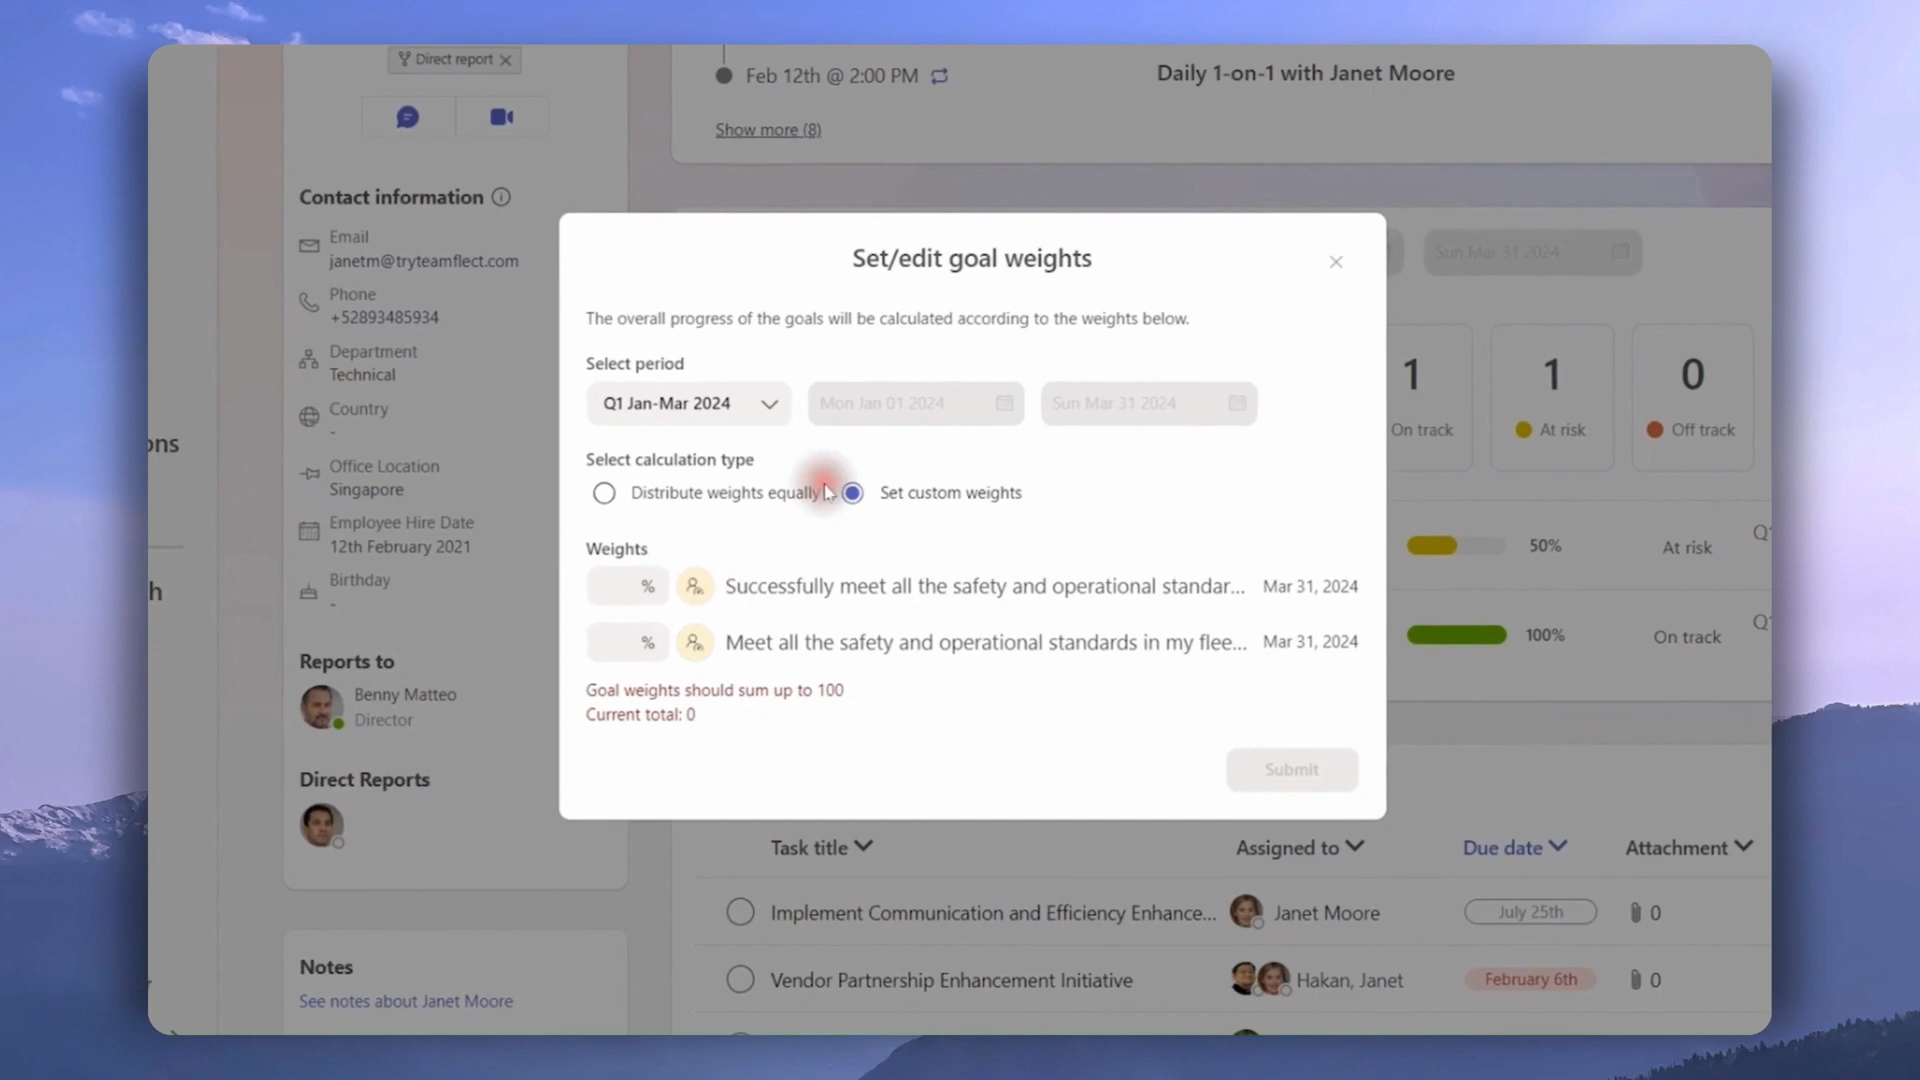 Direct report
Feb 12th @ 2:00 PM
Daily 1-on-1 with Janet Moore
Show more (8)
Contact information
Email
janetm@tryteamflect.com
Phone
+52893485934
Department
Technical
Country
-
Office Location
Singapore
Employee Hire Date
12th February 2021
Birthday
-
Reports to
Benny Matteo
Director
Direct Reports
Notes
See notes about Janet Moore
ons
h
Set/edit goal weights
The overall progress of the goals will be calculated according to the weights below.
Select period
Q1 Jan-Mar 2024
Mon Jan 01 2024
Sun Mar 31 2024
Select calculation type
Distribute weights equally
Set custom weights
Weights
% Successfully meet all the safety and operational standar... Mar 31, 2024
% Meet all the safety and operational standards in my flee... Mar 31, 2024
Goal weights should sum up to 100
Current total: 0
Submit
Sun Mar 31 2024
1
On track
1
At risk
0
Off track
50% At risk
100% On track
Task title Assigned to Due date Attachment
Implement Communication and Efficiency Enhance... Janet Moore July 25th 0
Vendor Partnership Enhancement Initiative Hakan, Janet February 6th 0